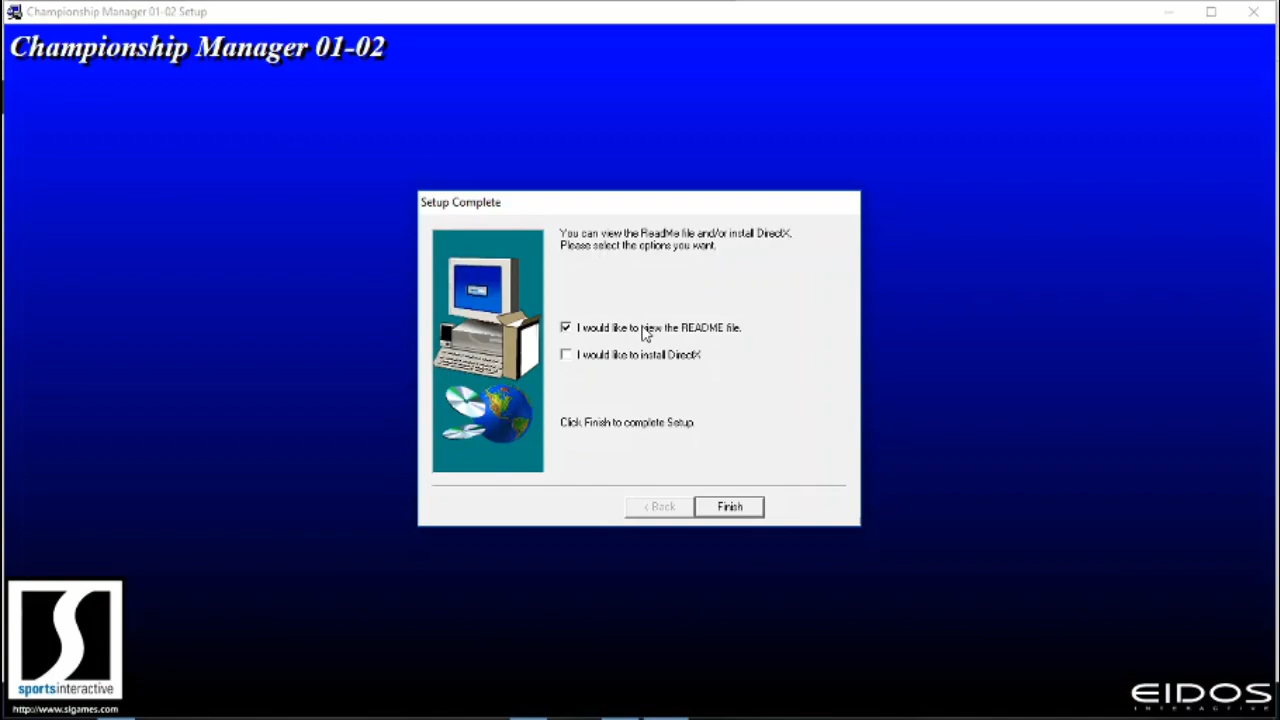 Championship Manager 01-02 Setup
Championship Manager 01-02
Setup Complete
You can view the ReadMe file and/or install DirectX.
Please select the options you want.
I would like to view the README file.
I would like to install DirectX
Click Finish to complete Setup.
< Back
Finish
sportsinteractive
http://www.sigames.com
EIDOS
INTERACTIVE